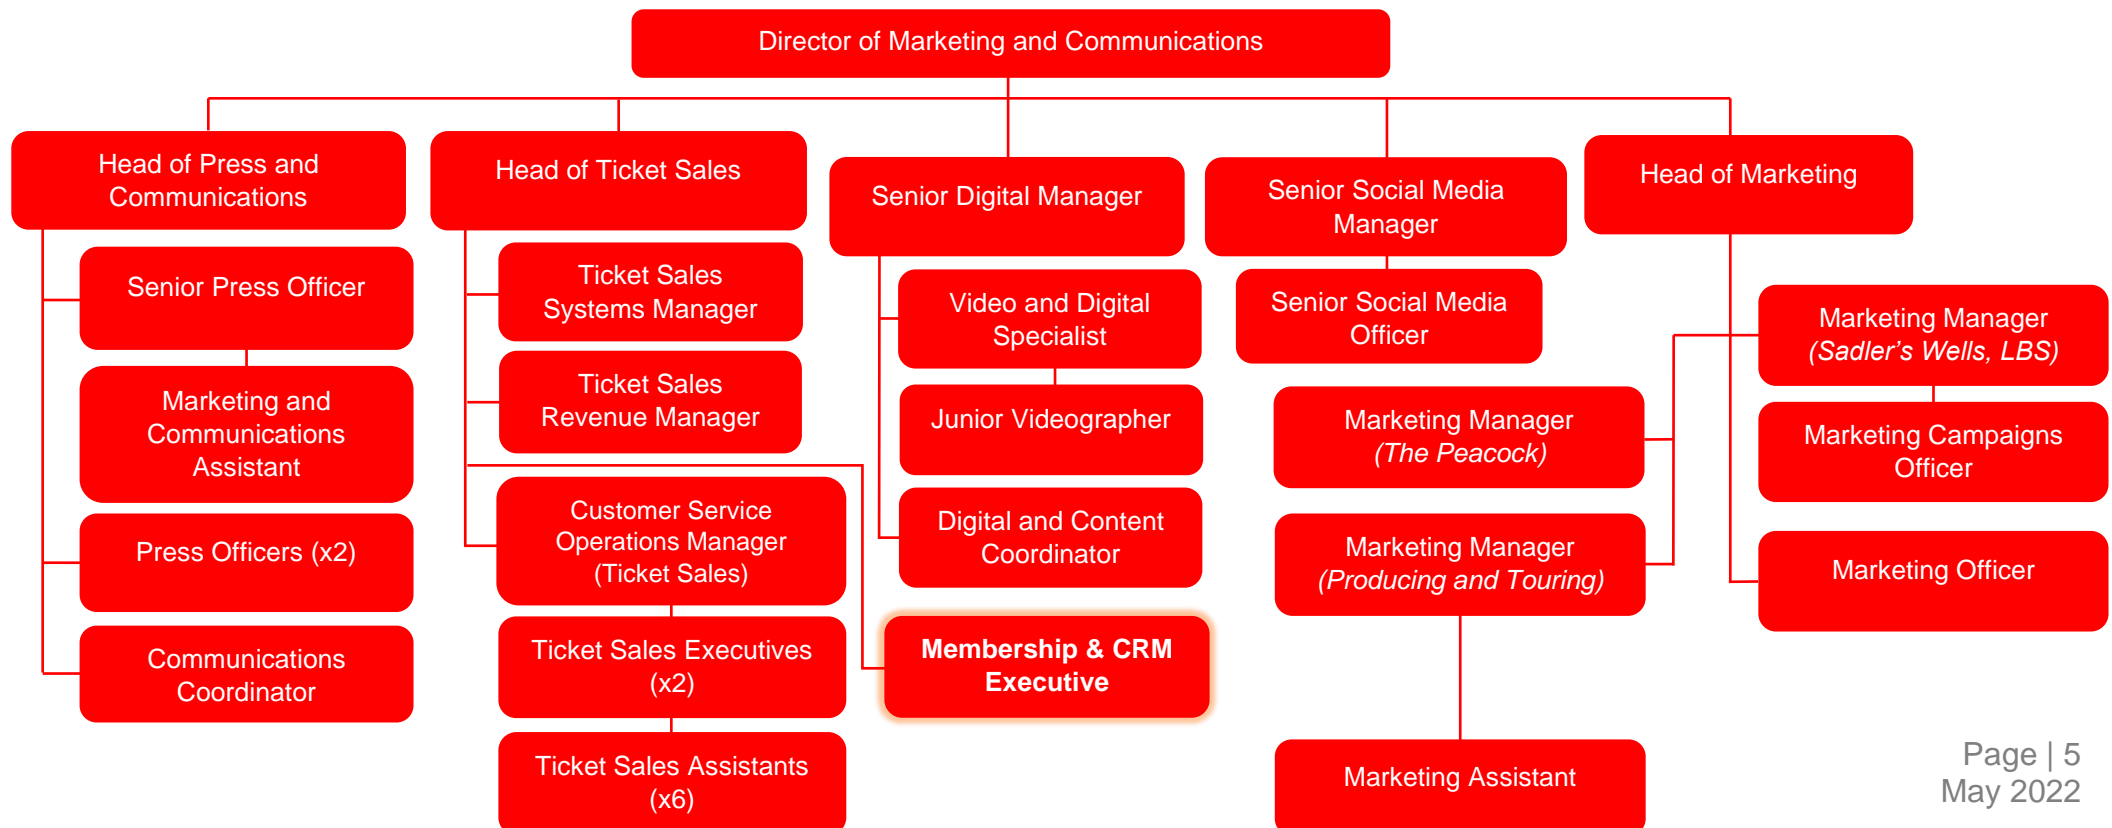 Director of Marketing and Communications
Head of Press and
Communications
Senior Press Officer
Marketing and
Communications
Assistant
Press Officers (x2)
Communications
Coordinator
Head of Ticket Sales
Ticket Sales
Systems Manager
Ticket Sales
Revenue Manager
Customer Service
Operations Manager
(Ticket Sales)
Ticket Sales Executives
(x2)
Ticket Sales Assistants
(x6)
Membership & CRM
Executive
Senior Digital Manager
Video and Digital
Specialist
Junior Videographer
Digital and Content
Coordinator
Senior Social Media
Manager
Senior Social Media
Officer
Head of Marketing
Marketing Manager
(Sadler’s Wells, LBS)
Marketing Campaigns
Officer
Marketing Manager
(The Peacock)
Marketing Manager
(Producing and Touring)
Marketing Assistant
Marketing Officer
Page | 5
May 2022